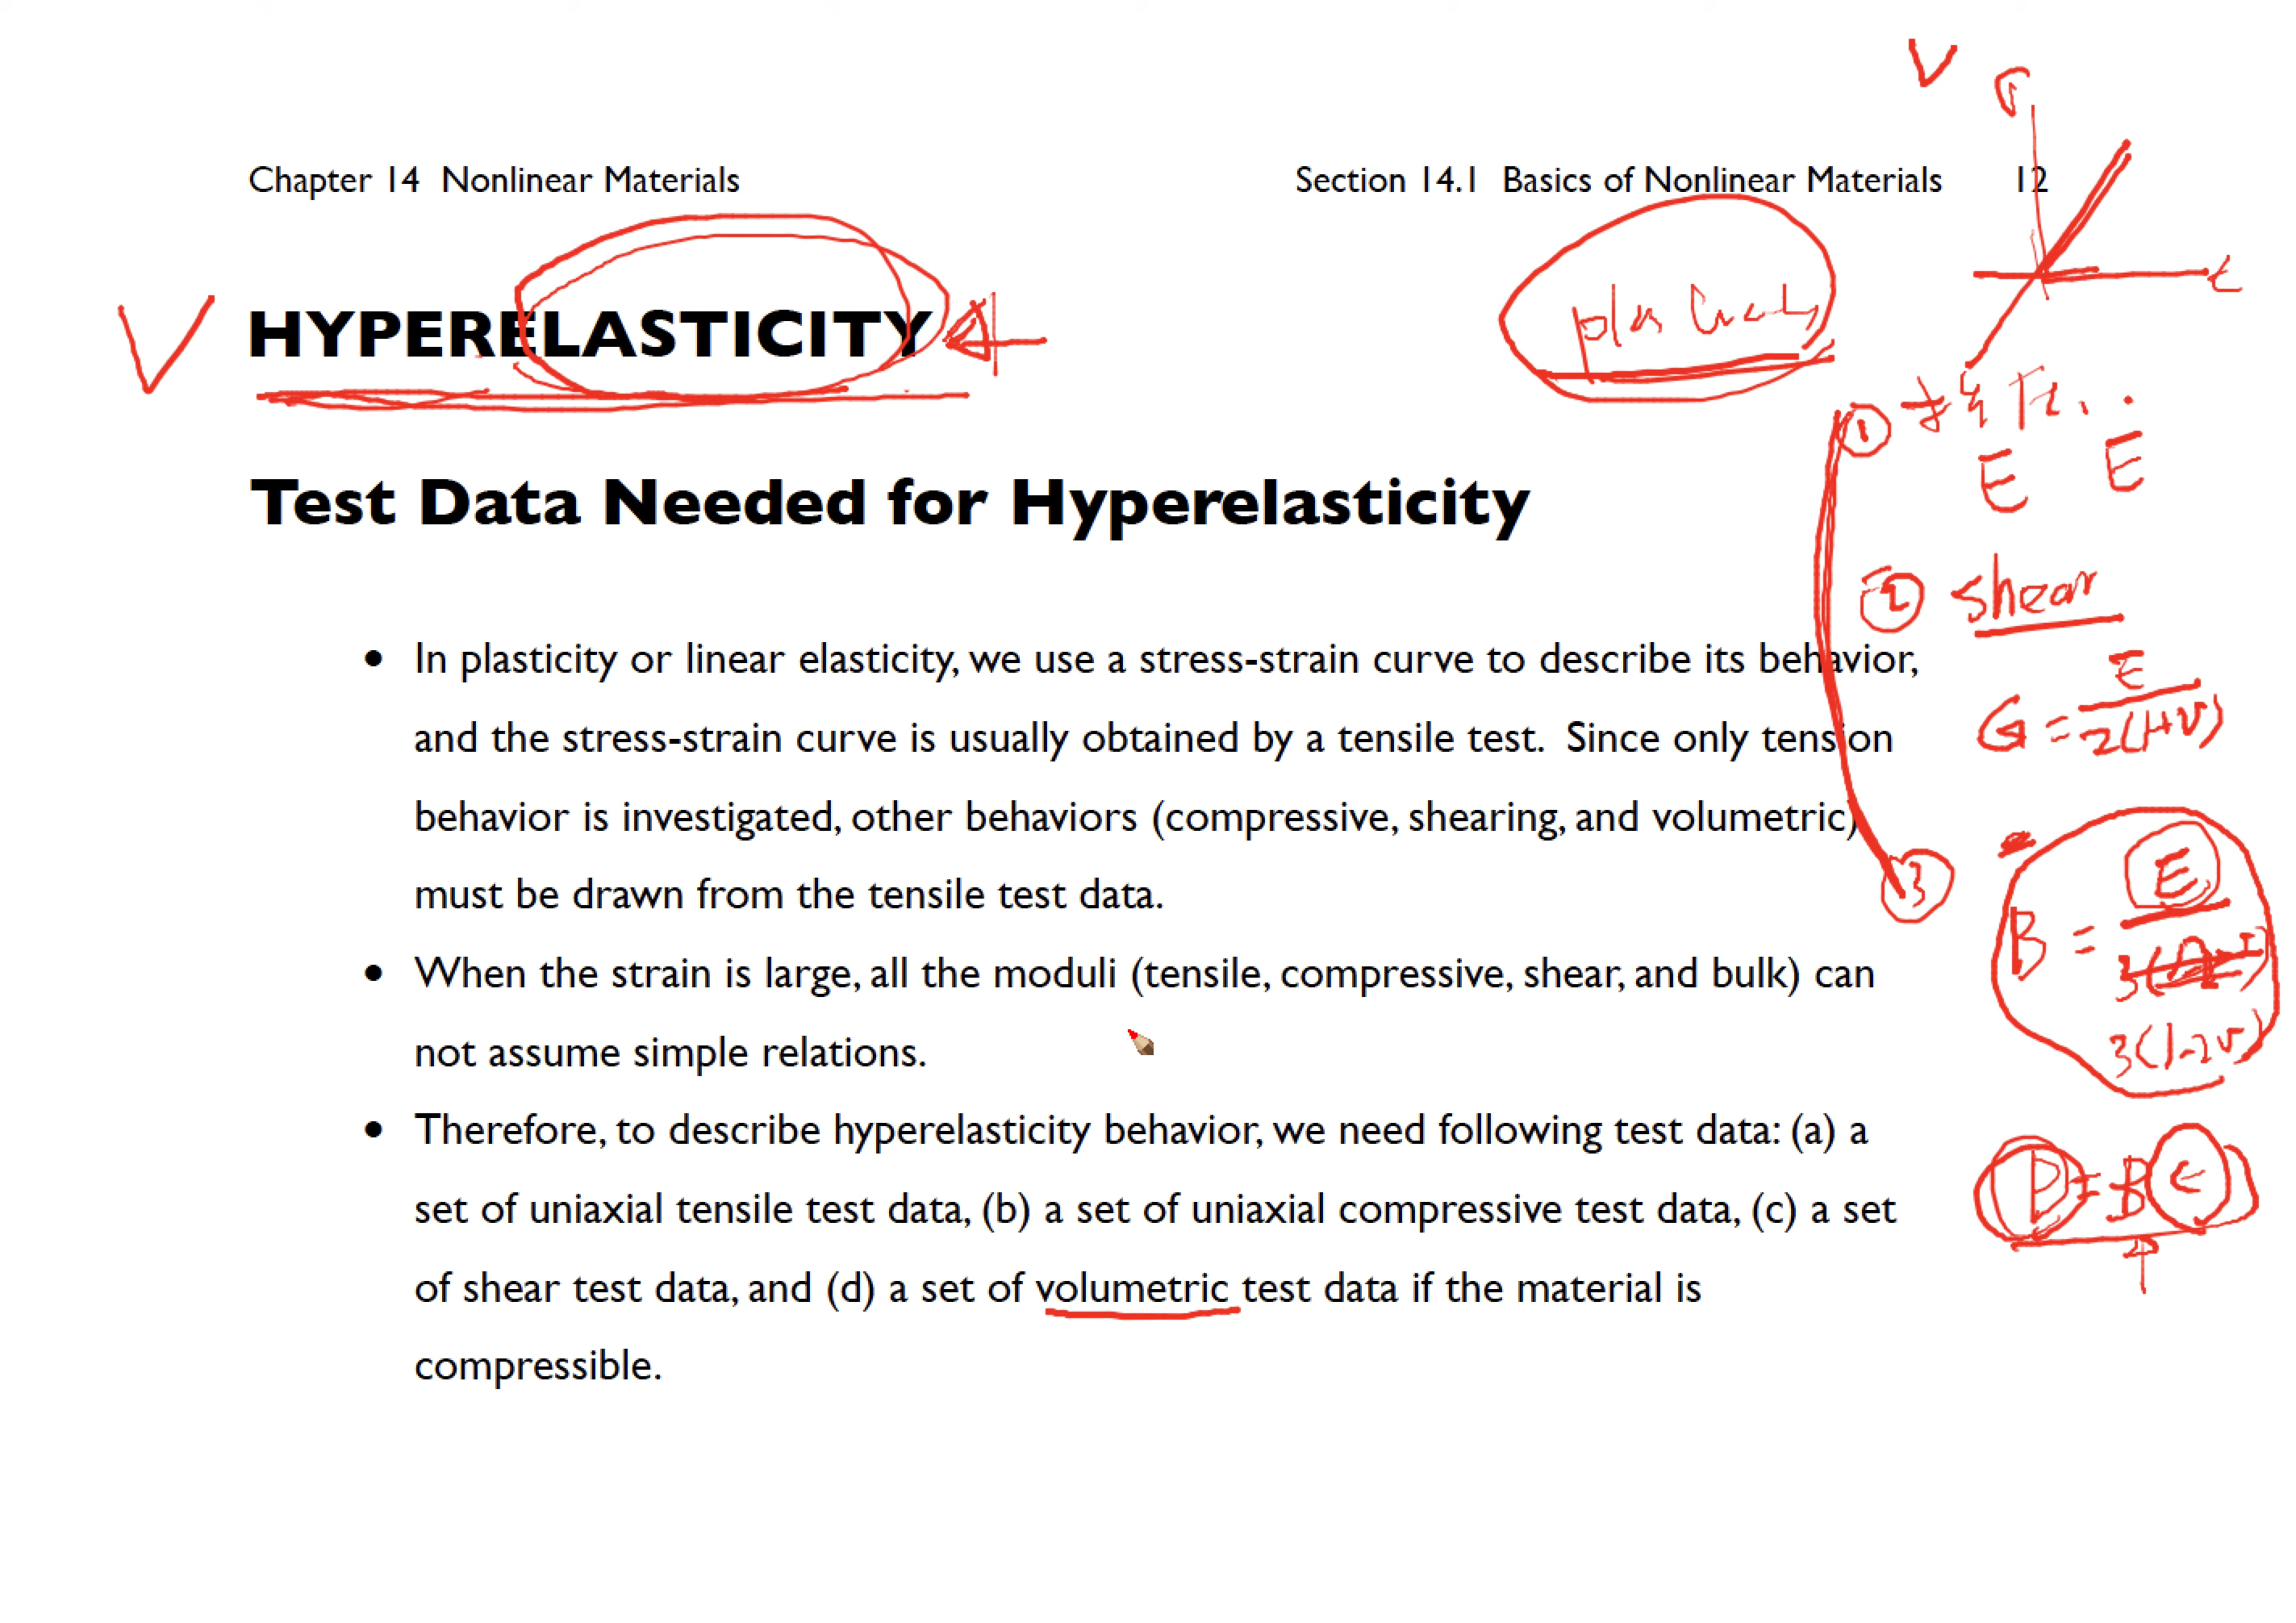 Chapter 14 Nonlinear Materials
Section 14.1 Basics of Nonlinear Materials 12
HYPERELASTICITY
Test Data Needed for Hyperelasticity
• In plasticity or linear elasticity, we use a stress-strain curve to describe its behavior,
and the stress-strain curve is usually obtained by a tensile test. Since only tension
behavior is investigated, other behaviors (compressive, shearing, and volumetric)
must be drawn from the tensile test data.
• When the strain is large, all the moduli (tensile, compressive, shear, and bulk) can
not assume simple relations.
• Therefore, to describe hyperelasticity behavior, we need following test data: (a) a
set of uniaxial tensile test data, (b) a set of uniaxial compressive test data, (c) a set
of shear test data, and (d) a set of volumetric test data if the material is
compressible.
σ
ε
①
E E
② shear
G = E
2(1+ν)
③
B = E
3(1-2ν)